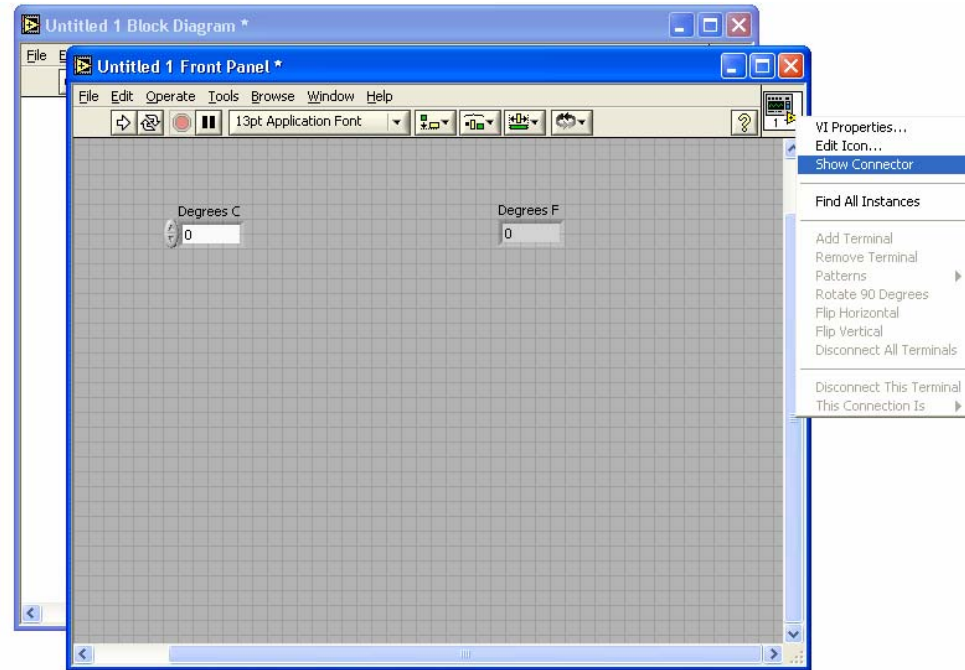 Untitled 1 Block Diagram *
File E
Untitled 1 Front Panel *
File Edit Operate Tools Browse Window Help
13pt Application Font
?
1
VI Properties...
Edit Icon...
Show Connector
Find All Instances
Add Terminal
Remove Terminal
Patterns
Rotate 90 Degrees
Flip Horizontal
Flip Vertical
Disconnect All Terminals
Disconnect This Terminal
This Connection Is
Degrees C
0
Degrees F
0